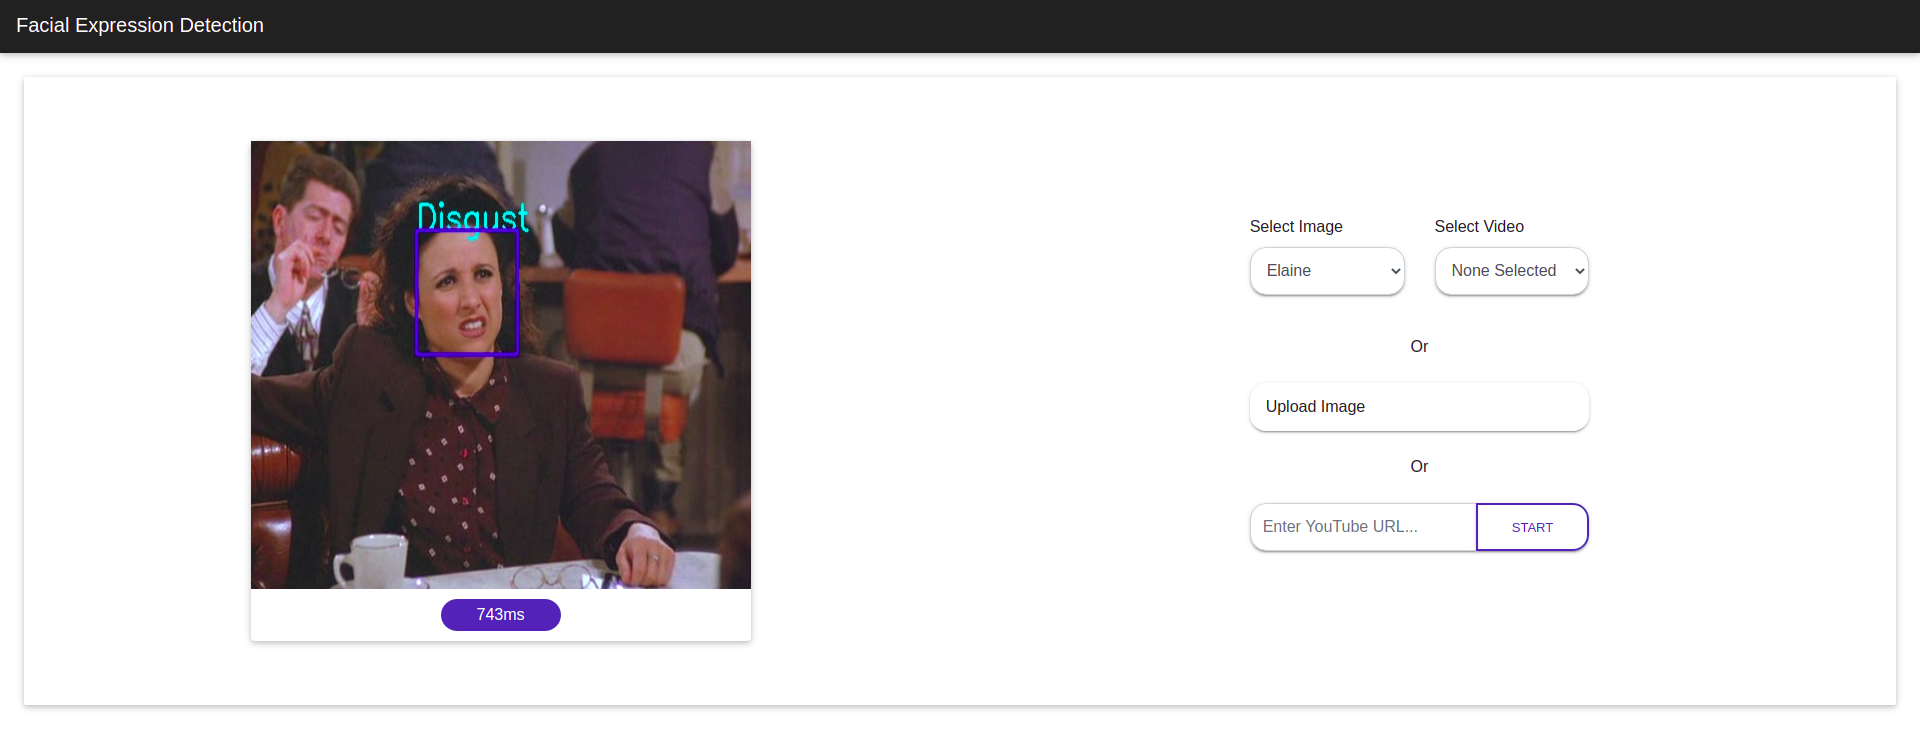 Facial Expression Detection
Disgust
743ms
Select Image
Select Video
Elaine
None Selected
Or
Upload Image
Or
Enter YouTube URL...
START